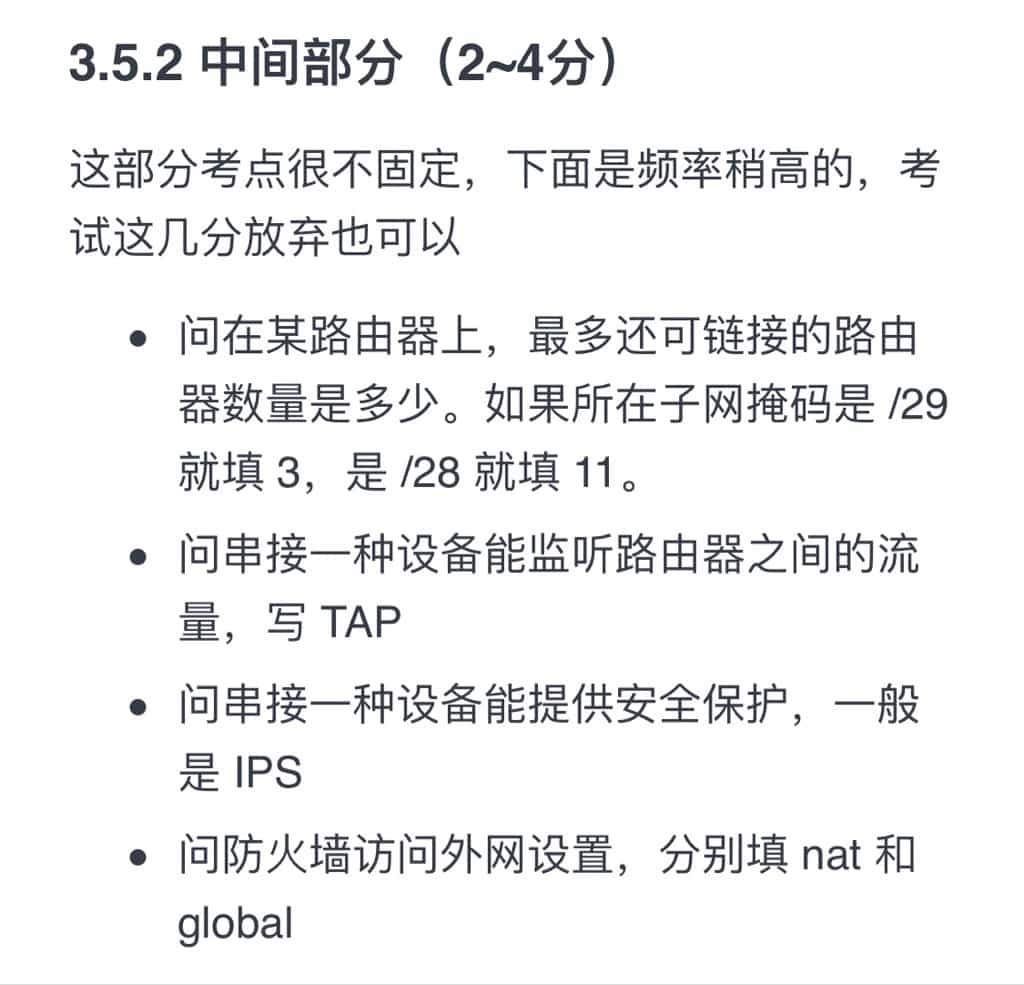 3.5.2 中间部分（2~4分）
这部分考点很不固定，下面是频率稍高的，考
试这几分放弃也可以
• 问在某路由器上，最多还可链接的路由
器数量是多少。如果所在子网掩码是 /29
就填 3，是 /28 就填 11。
• 问串接一种设备能监听路由器之间的流
量，写 TAP
• 问串接一种设备能提供安全保护，一般
是 IPS
• 问防火墙访问外网设置，分别填 nat 和
global